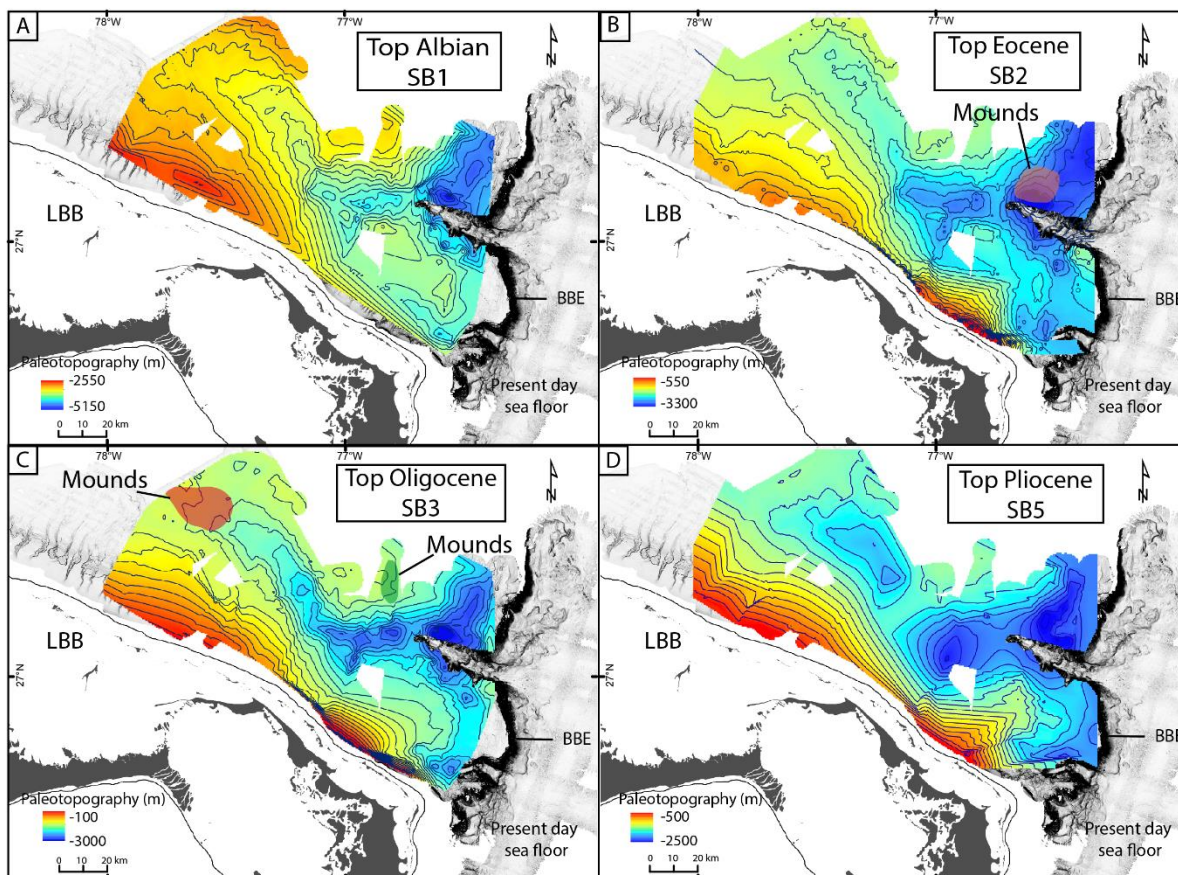 A
78°W
77°W
Top Albian
SB1
N
LBB
27°N
BBE
Paleotopography (m)
-2550
-5150
0 10 20 km
Present day
sea floor
B
78°W
77°W
Top Eocene
SB2
N
Mounds
LBB
27°N
BBE
Paleotopography (m)
-550
-3300
0 10 20 km
Present day
sea floor
C
78°W
77°W
Mounds
Top Oligocene
SB3
N
Mounds
LBB
27°N
BBE
Paleotopography (m)
-100
-3000
0 10 20 km
Present day
sea floor
D
78°W
77°W
Top Pliocene
SB5
N
LBB
27°N
BBE
Paleotopography (m)
-500
-2500
0 10 20 km
Present day
sea floor